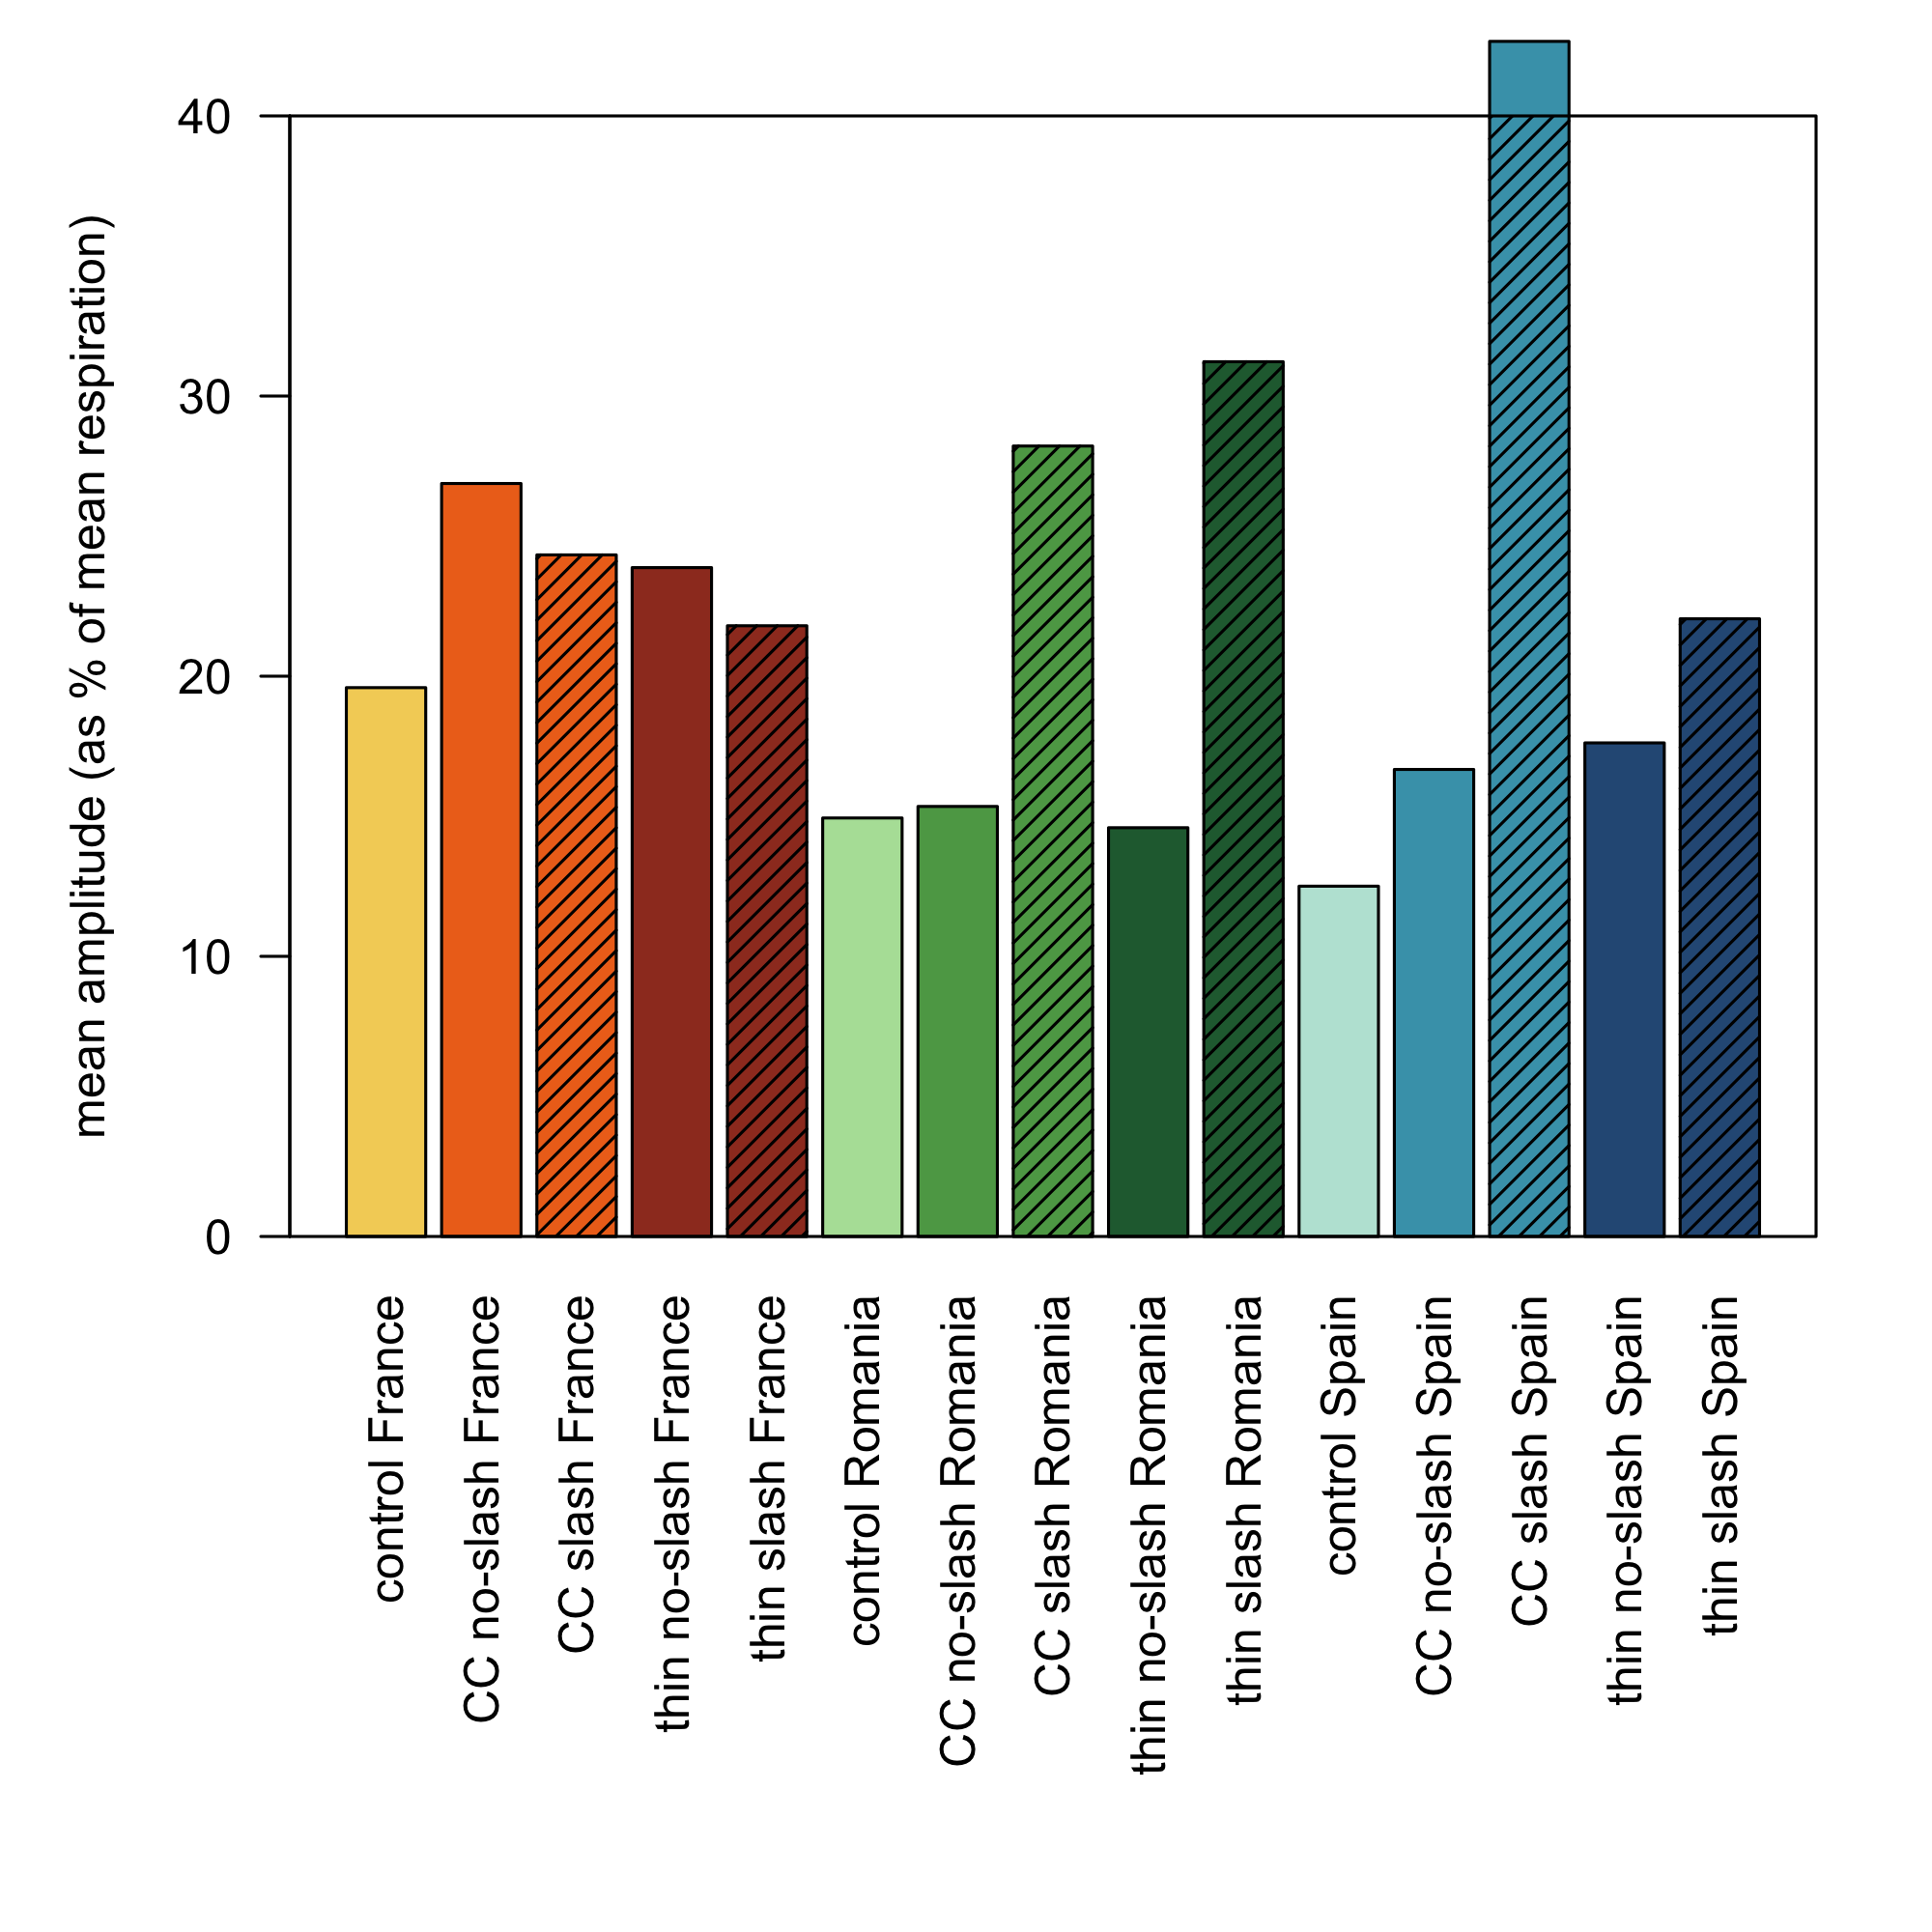 mean amplitude (as % of mean respiration)
40
30
20
10
0
control France
CC no-slash France
CC slash France
thin no-slash France
thin slash France
control Romania
CC no-slash Romania
CC slash Romania
thin no-slash Romania
thin slash Romania
control Spain
CC no-slash Spain
CC slash Spain
thin no-slash Spain
thin slash Spain